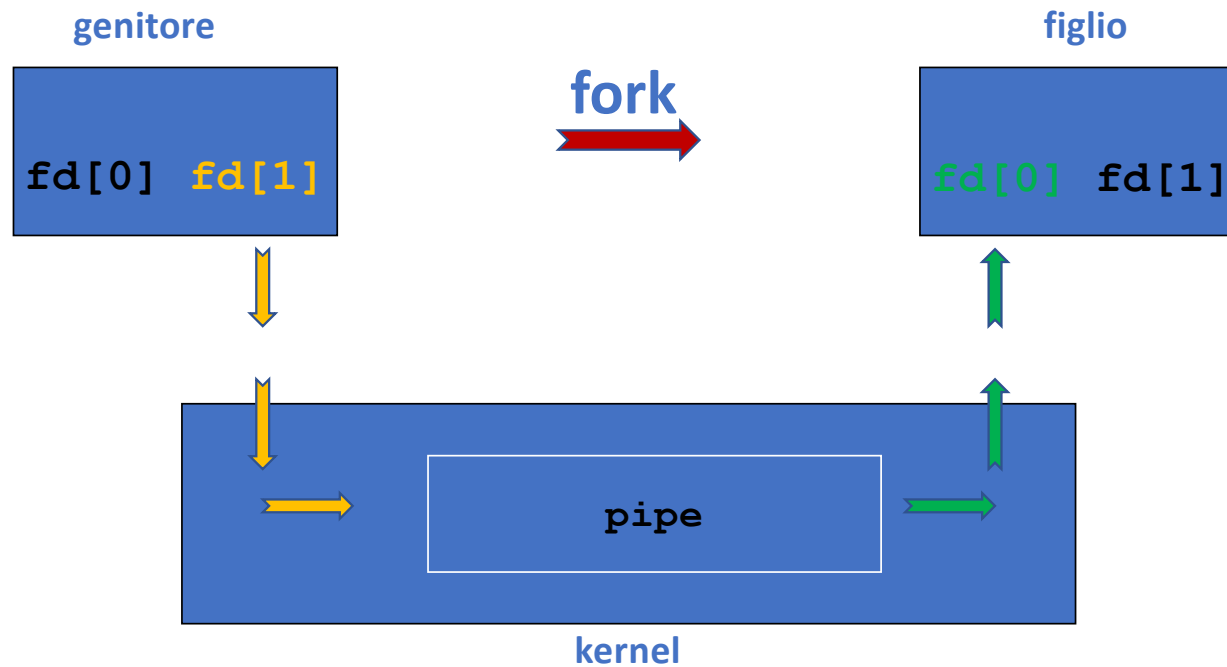 genitore
figlio
fork
fd[0] fd[1]
fd[0] fd[1]
pipe
kernel